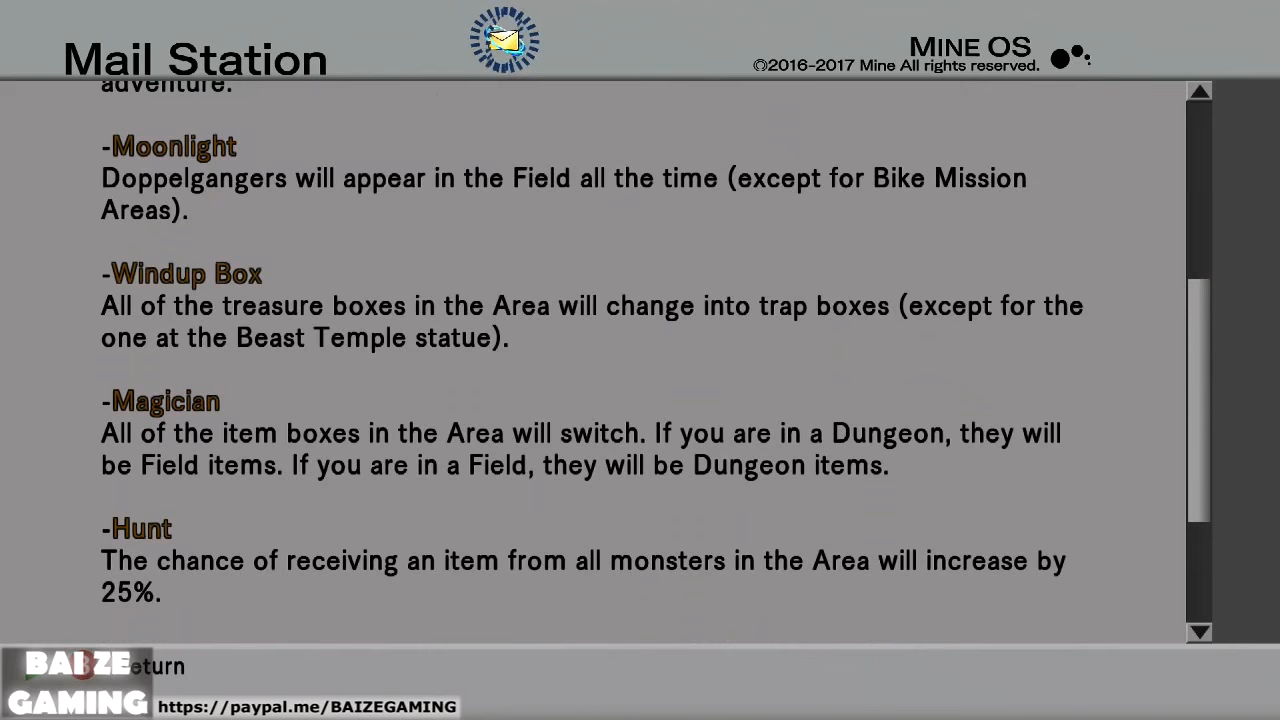 Mail Station
MINE OS
©2016-2017 Mine All rights reserved.
adventure.
-Moonlight
Doppelgangers will appear in the Field all the time (except for Bike Mission
Areas).
-Windup Box
All of the treasure boxes in the Area will change into trap boxes (except for the
one at the Beast Temple statue).
-Magician
All of the item boxes in the Area will switch. If you are in a Dungeon, they will
be Field items. If you are in a Field, they will be Dungeon items.
-Hunt
The chance of receiving an item from all monsters in the Area will increase by
25%.
eturn
BAIZE
GAMING
https://paypal.me/BAIZEGAMING